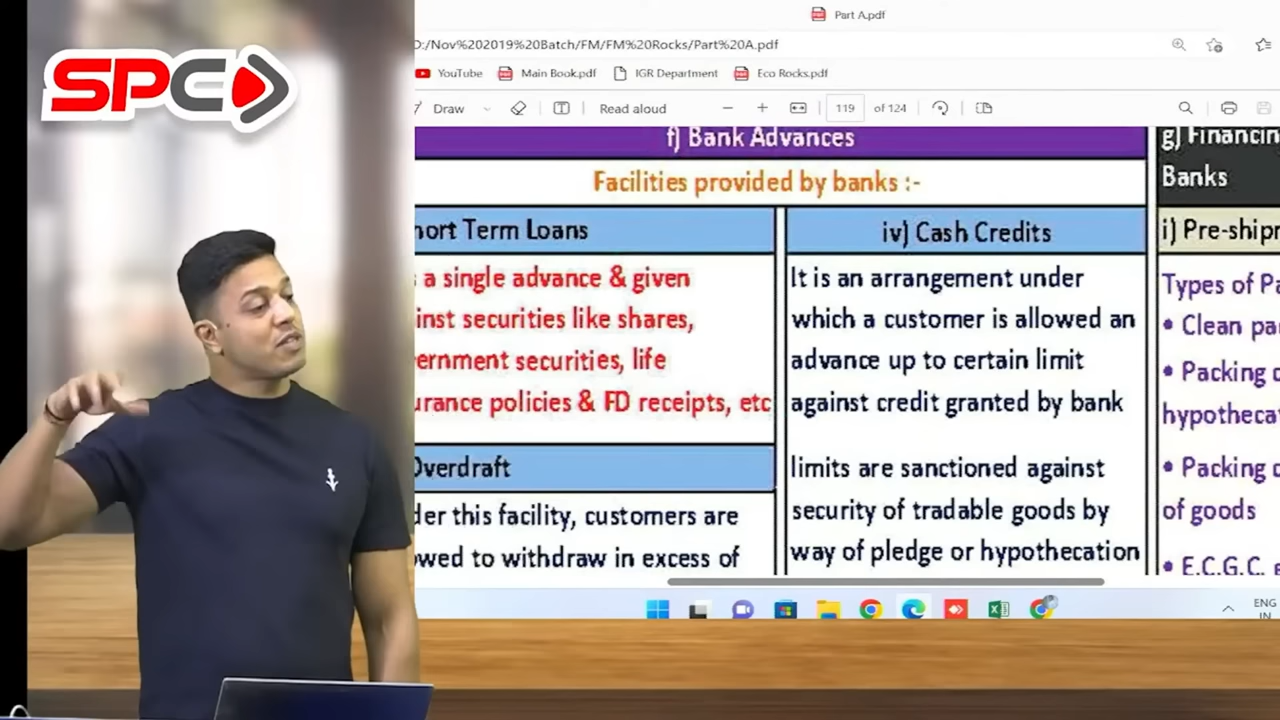 SPC
Part A.pdf
D:/Nov%202019%20Batch/FM/FM%20Rocks/Part%20A.pdf
YouTube Main Book.pdf IGR Department Eco Rocks.pdf
Draw Read aloud 119 of 124
f) Bank Advances
Facilities provided by banks :-
hort Term Loans
a single advance & given
inst securities like shares,
ernment securities, life
urance policies & FD receipts, etc
Overdraft
der this facility, customers are
owed to withdraw in excess of
iv) Cash Credits
It is an arrangement under
which a customer is allowed an
advance up to certain limit
against credit granted by bank
limits are sanctioned against
security of tradable goods by
way of pledge or hypothecation
g) Financin
Banks
i) Pre-ship
Types of Pa
• Clean pa
• Packing c
hypotheca
• Packing c
of goods
• E.C.G.C.
ENG
IN